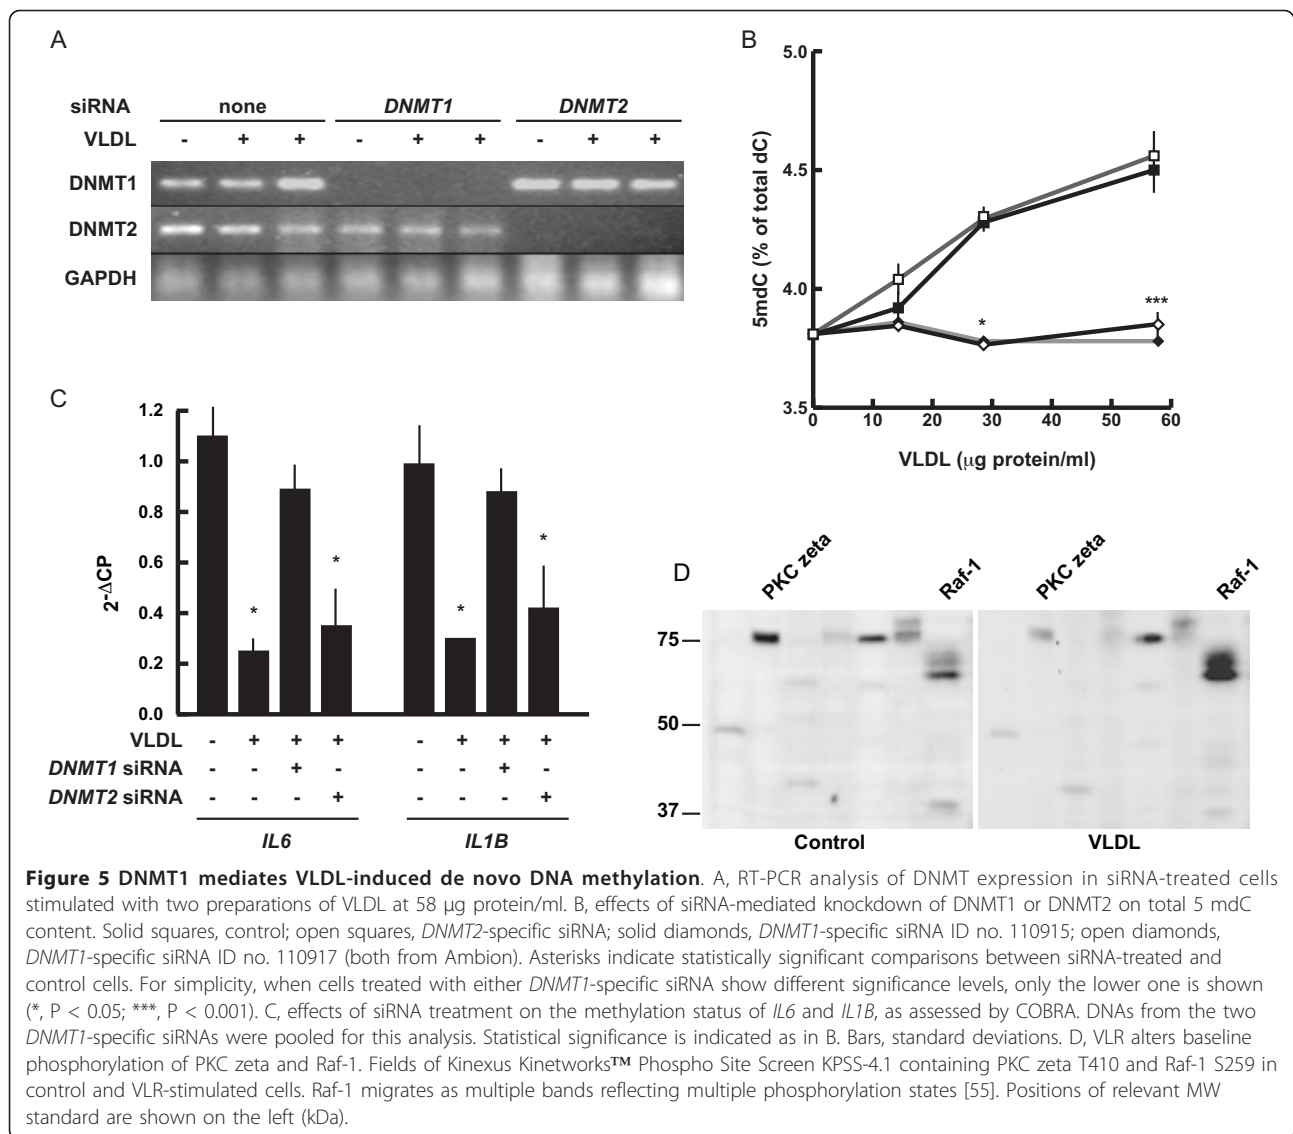 A
siRNA none DNMT1 DNMT2
VLDL - + + - + + - + +
DNMT1
DNMT2
GAPDH
B
5.0
4.5
4.0
3.5
5mdC (% of total dC)
*
***
0 10 20 30 40 50 60
VLDL (µg protein/ml)
C
1.2
1.0
0.8
0.6
0.4
0.2
0.0
2-ΔCP
* * * *
VLDL - + + + - + + +
DNMT1 siRNA - - + - - - + -
DNMT2 siRNA - - - + - - - +
IL6 IL1B
D
PKC zeta Raf-1 PKC zeta Raf-1
75
50
37
Control VLDL
Figure 5 DNMT1 mediates VLDL-induced de novo DNA methylation. A, RT-PCR analysis of DNMT expression in siRNA-treated cells
stimulated with two preparations of VLDL at 58 µg protein/ml. B, effects of siRNA-mediated knockdown of DNMT1 or DNMT2 on total 5 mdC
content. Solid squares, control; open squares, DNMT2-specific siRNA; solid diamonds, DNMT1-specific siRNA ID no. 110915; open diamonds,
DNMT1-specific siRNA ID no. 110917 (both from Ambion). Asterisks indicate statistically significant comparisons between siRNA-treated and
control cells. For simplicity, when cells treated with either DNMT1-specific siRNA show different significance levels, only the lower one is shown
(*, P < 0.05; ***, P < 0.001). C, effects of siRNA treatment on the methylation status of IL6 and IL1B, as assessed by COBRA. DNAs from the two
DNMT1-specific siRNAs were pooled for this analysis. Statistical significance is indicated as in B. Bars, standard deviations. D, VLR alters baseline
phosphorylation of PKC zeta and Raf-1. Fields of Kinexus Kinetworks™ Phospho Site Screen KPSS-4.1 containing PKC zeta T410 and Raf-1 S259 in
control and VLR-stimulated cells. Raf-1 migrates as multiple bands reflecting multiple phosphorylation states [55]. Positions of relevant MW
standard are shown on the left (kDa).